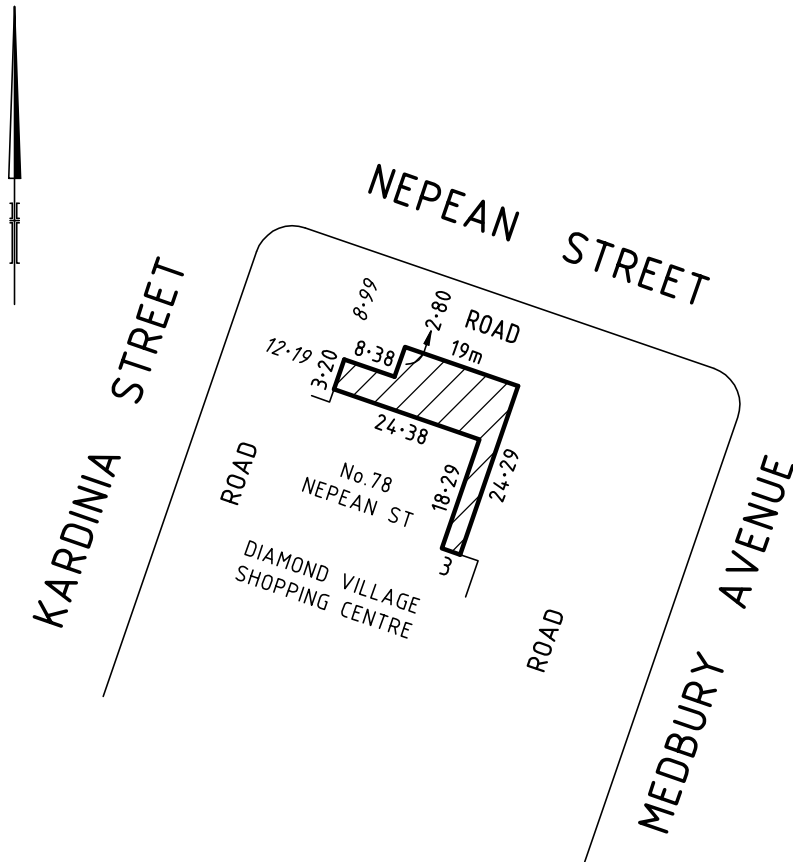 NEPEAN STREET
KARDINIA STREET
MEDBURY AVENUE
8·99
2·80
ROAD
19m
12·19
3·20
8·38
24·38
18·29
24·29
3
ROAD
No.78
NEPEAN ST
DIAMOND VILLAGE
SHOPPING CENTRE
ROAD